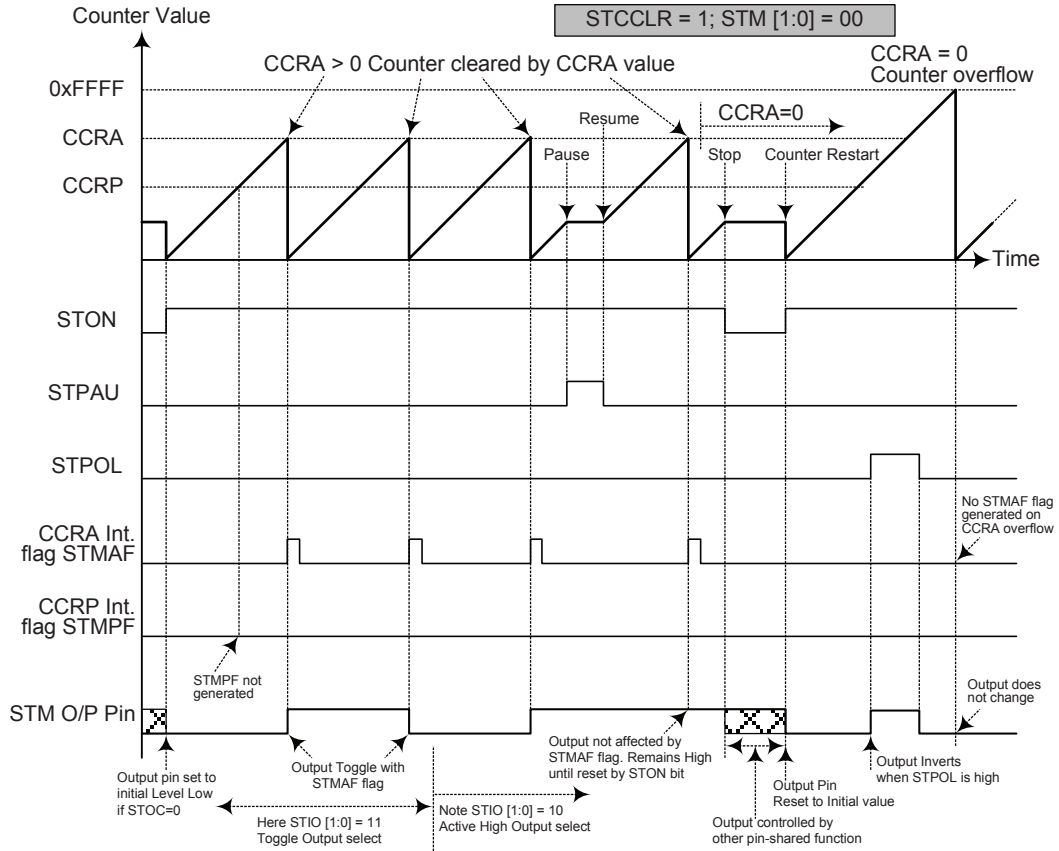 Counter Value
STCCLR = 1; STM [1:0] = 00
CCRA > 0 Counter cleared by CCRA value
CCRA = 0
Counter overflow
0xFFFF
CCRA
CCRP
Resume
CCRA=0
Pause
Stop
Counter Restart
Time
STON
STPAU
STPOL
CCRA Int.
flag STMAF
No STMAF flag
generated on
CCRA overflow
CCRP Int.
flag STMPF
STMPF not
generated
STM O/P Pin
Output does
not change
Output pin set to
initial Level Low
if STOC=0
Output Toggle with
STMAF flag
Output not affected by
STMAF flag. Remains High
until reset by STON bit
Output Inverts
when STPOL is high
Output Pin
Reset to Initial value
Here STIO [1:0] = 11
Toggle Output select
Note STIO [1:0] = 10
Active High Output select
Output controlled by
other pin-shared function